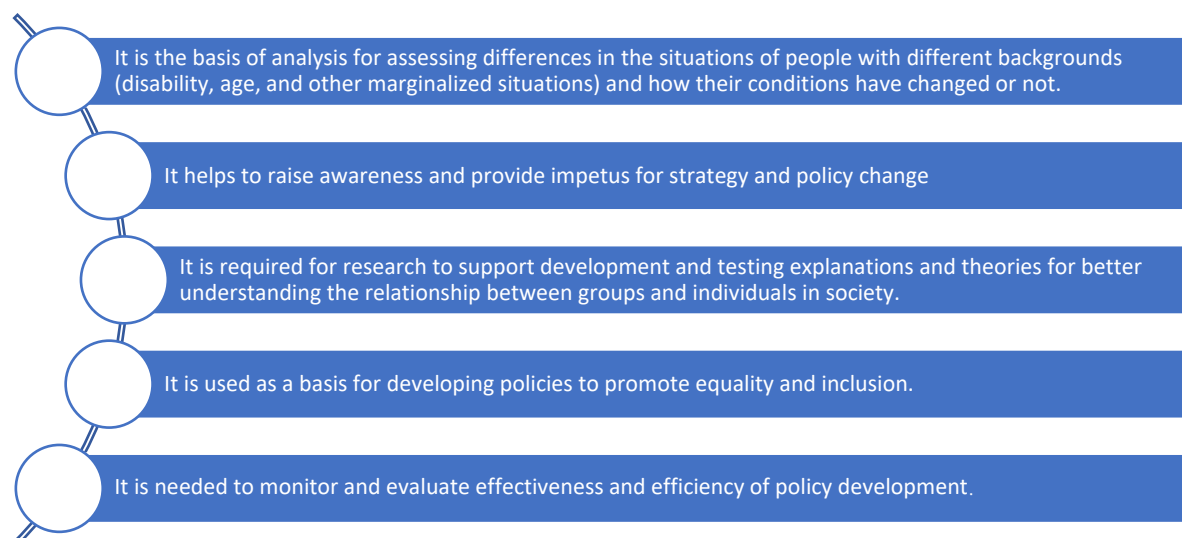 It is the basis of analysis for assessing differences in the situations of people with different backgrounds
(disability, age, and other marginalized situations) and how their conditions have changed or not.
It helps to raise awareness and provide impetus for strategy and policy change
It is required for research to support development and testing explanations and theories for better
understanding the relationship between groups and individuals in society.
It is used as a basis for developing policies to promote equality and inclusion.
It is needed to monitor and evaluate effectiveness and efficiency of policy development.